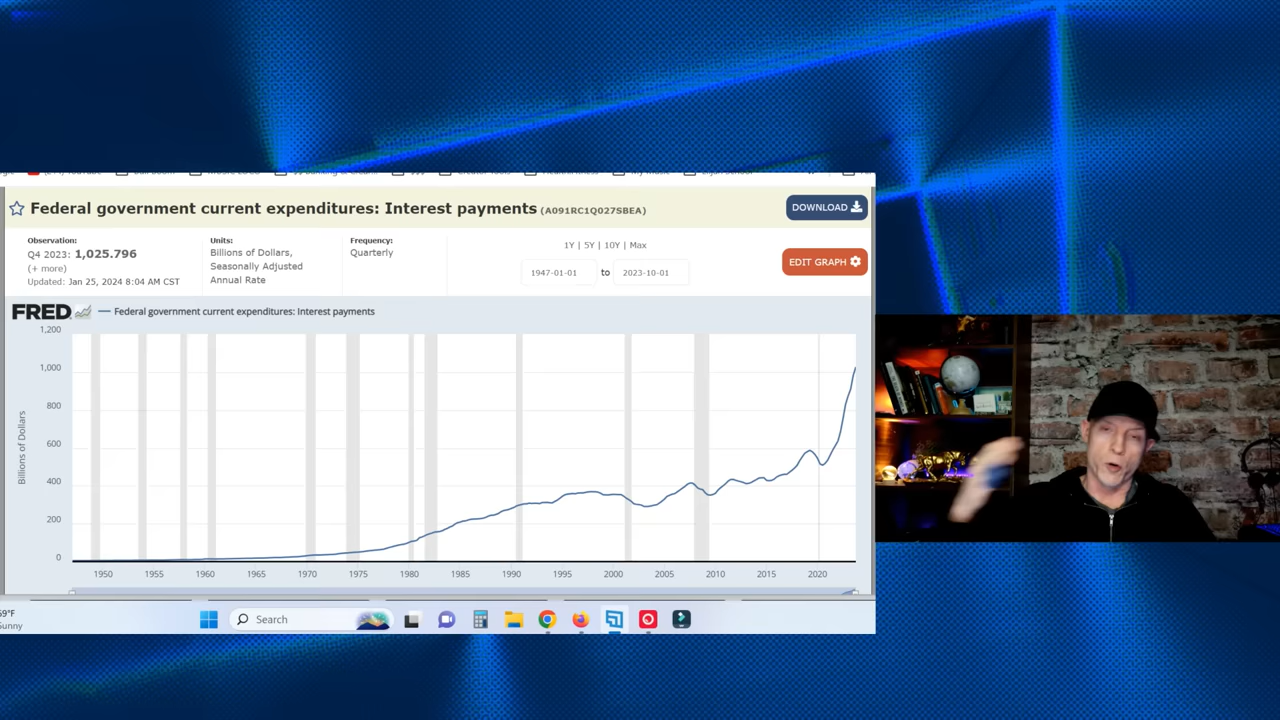 Federal government current expenditures: Interest payments (A091RC1Q027SBEA)
DOWNLOAD
Observation:
Q4 2023: 1,025.796
(+ more)
Updated: Jan 25, 2024 8:04 AM CST
Units:
Billions of Dollars,
Seasonally Adjusted
Annual Rate
Frequency:
Quarterly
1Y | 5Y | 10Y | Max
1947-01-01 to 2023-10-01
EDIT GRAPH
FRED — Federal government current expenditures: Interest payments
Billions of Dollars
1,200
1,000
800
600
400
200
0
1950 1955 1960 1965 1970 1975 1980 1985 1990 1995 2000 2005 2010 2015 2020
Sunny
Search